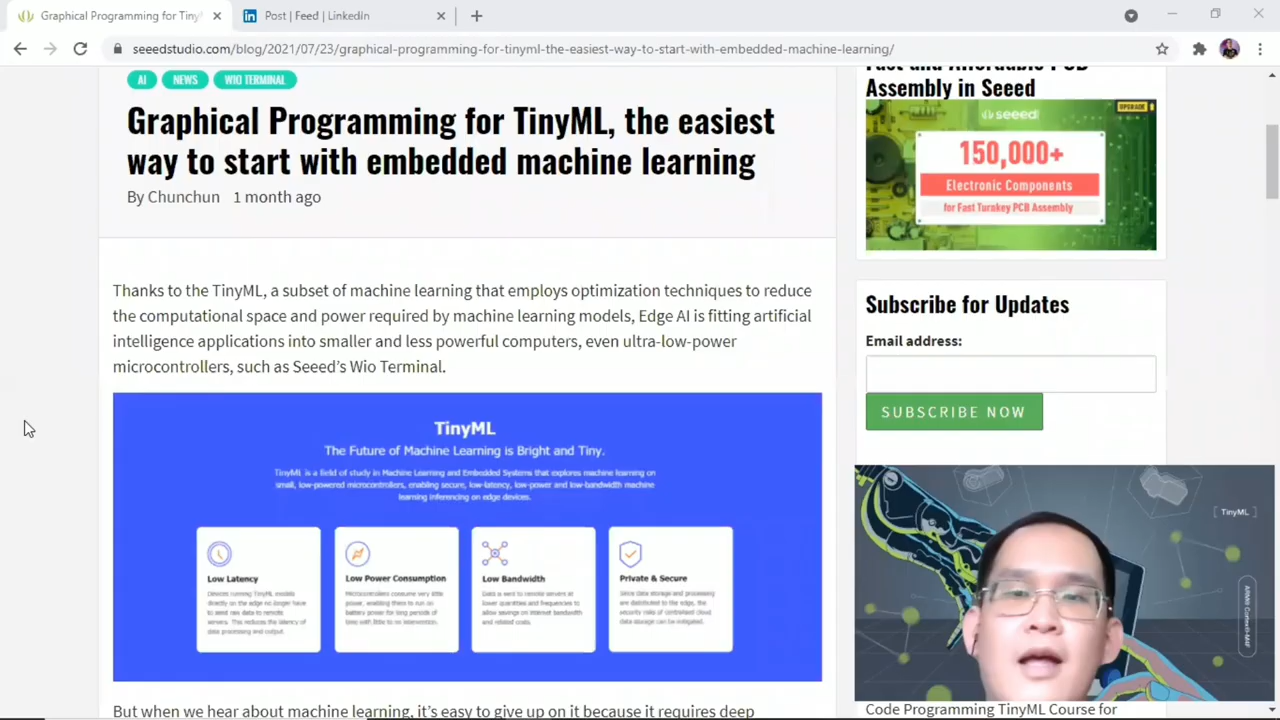 Graphical Programming for Tiny
Post | Feed | LinkedIn
seeedstudio.com/blog/2021/07/23/graphical-programming-for-tinyml-the-easiest-way-to-start-with-embedded-machine-learning/
AI
NEWS
WIO TERMINAL
Graphical Programming for TinyML, the easiest
way to start with embedded machine learning
By Chunchun 1 month ago
Thanks to the TinyML, a subset of machine learning that employs optimization techniques to reduce
the computational space and power required by machine learning models, Edge AI is fitting artificial
intelligence applications into smaller and less powerful computers, even ultra-low-power
microcontrollers, such as Seeed's Wio Terminal.
TinyML
The Future of Machine Learning is Bright and Tiny.
TinyML is a field of study in Machine Learning and Embedded Systems that explores machine learning on
small, low-powered microcontrollers, enabling secure, low-latency, low-power and low-bandwidth machine
learning inferencing on edge devices.
Low Latency
Devices running TinyML models
directly on the edge no longer have
to send raw data to remote
servers. This reduces the latency of
data processing and output.
Low Power Consumption
Microcontrollers consume very little
power, enabling them to run on
battery power for long periods of
time with little to no intervention.
Low Bandwidth
Data is sent to remote servers at
lower quantities and frequencies to
allow savings on internet bandwidth
and related costs.
Private & Secure
Since data storage and processing
are distributed to the edge, the
security risks of centralised cloud
data storage can be mitigated.
But when we hear about machine learning, it's easy to give up on it because it requires deep
Fast and Affordable PCB
Assembly in Seeed
UPGRADE
seeed
150,000+
Electronic Components
for Fast Turnkey PCB Assembly
Subscribe for Updates
Email address:
SUBSCRIBE NOW
TinyML
Code Programming TinyML Course for